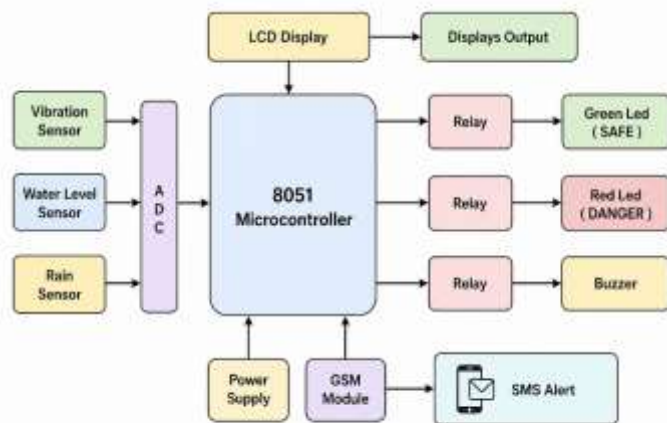 LCD Display
Displays Output
Vibration
Sensor
Water Level
Sensor
Rain
Sensor
A
D
C
8051
Microcontroller
Relay
Green Led
( SAFE )
Relay
Red Led
( DANGER )
Relay
Buzzer
Power
Supply
GSM
Module
SMS Alert